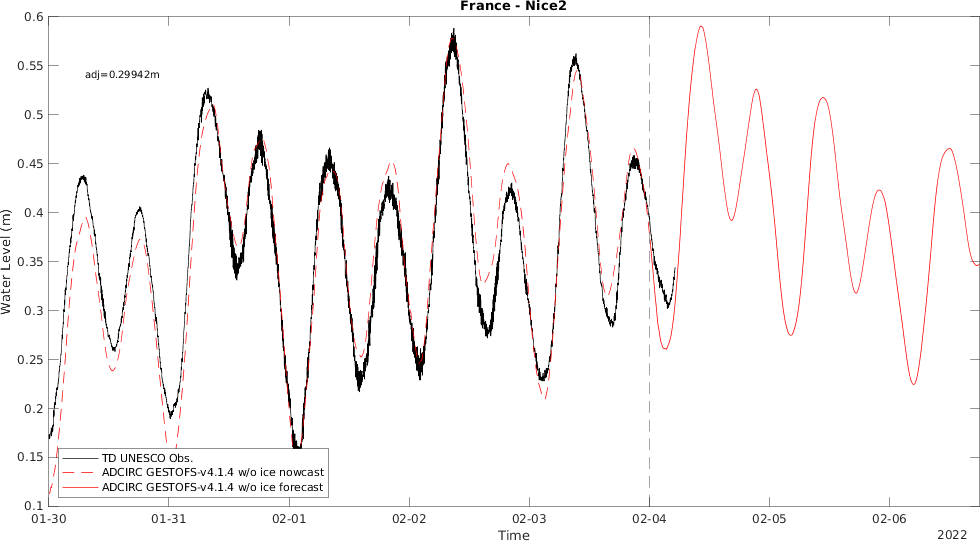 France - Nice2
adj=0.29942m
0.6
0.55
0.5
0.45
0.4
0.35
0.3
0.25
0.2
0.15
0.1
Water Level (m)
TD UNESCO Obs.
ADCIRC GESTOFS-v4.1.4 w/o ice nowcast
ADCIRC GESTOFS-v4.1.4 w/o ice forecast
01-30 01-31 02-01 02-02 02-03 02-04 02-05 02-06
Time
2022